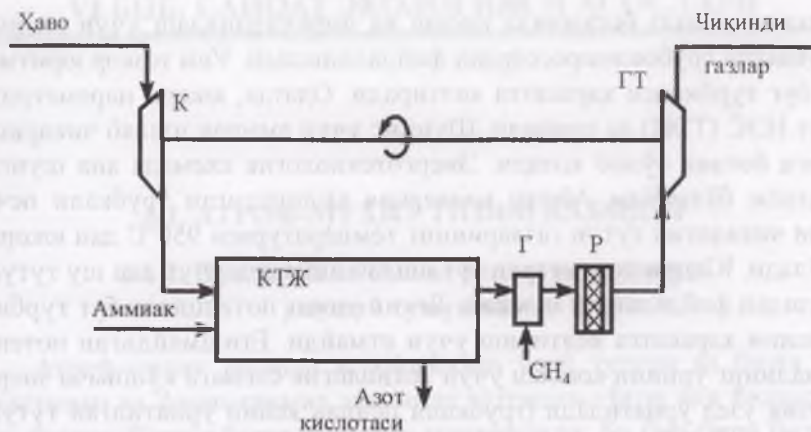 Ҳаво
Чиқинди
газлар
К
ГТ
Г
Р
КТЖ
Аммиак
CH₄
Азот
кислотаси